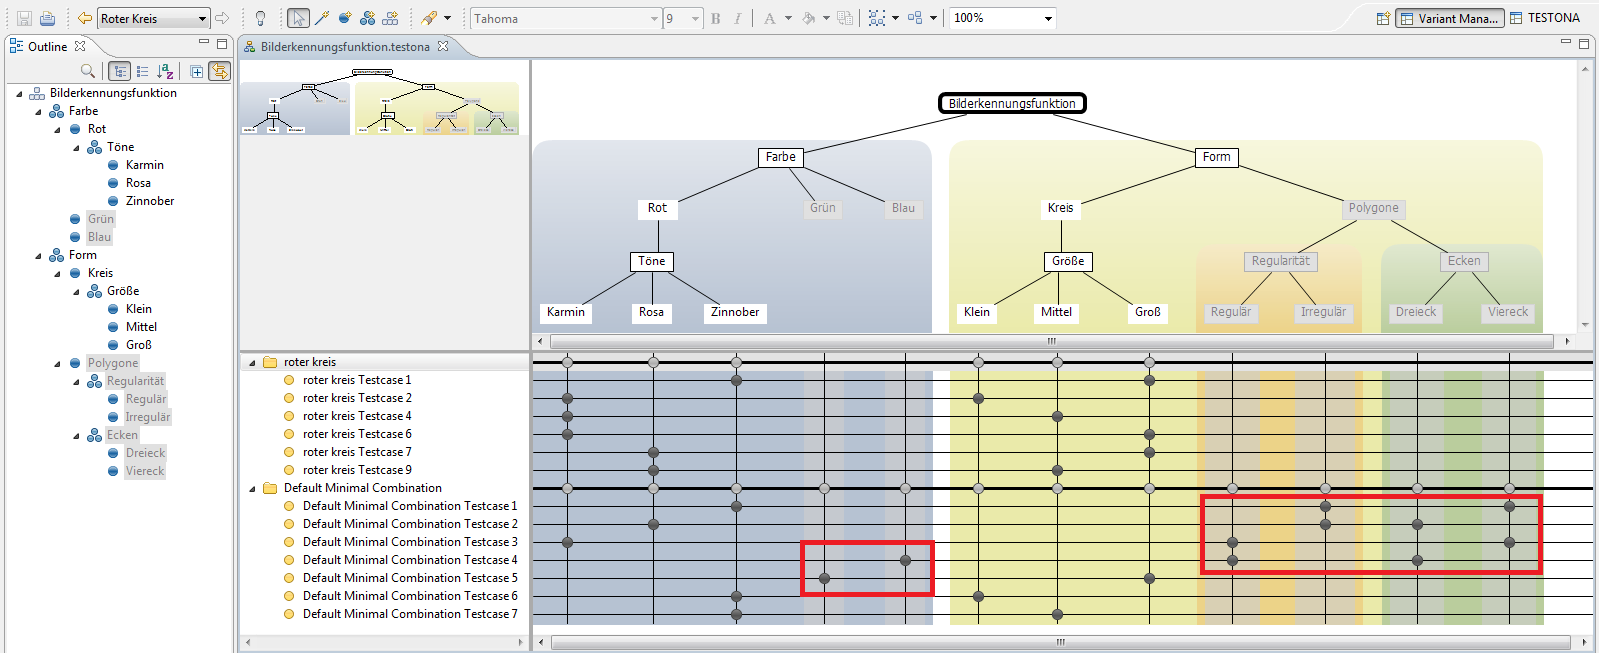 Roter Kreis
Tahoma
9
B
I
A
100%
Variant Mana...
TESTONA
Outline
Bilderkennungsfunktion.testona
Bilderkennungsfunktion
Farbe
Rot
Töne
Karmin
Rosa
Zinnober
Grün
Blau
Form
Kreis
Größe
Klein
Mittel
Groß
Polygone
Regularität
Regulär
Irregulär
Ecken
Dreieck
Viereck
Bilderkennungsfunktion
Farbe
Form
Rot
Grün
Blau
Kreis
Polygone
Töne
Größe
Regularität
Ecken
Karmin
Rosa
Zinnober
Klein
Mittel
Groß
Regulär
Irregulär
Dreieck
Viereck
roter kreis
roter kreis Testcase 1
roter kreis Testcase 2
roter kreis Testcase 4
roter kreis Testcase 6
roter kreis Testcase 7
roter kreis Testcase 9
Default Minimal Combination
Default Minimal Combination Testcase 1
Default Minimal Combination Testcase 2
Default Minimal Combination Testcase 3
Default Minimal Combination Testcase 4
Default Minimal Combination Testcase 5
Default Minimal Combination Testcase 6
Default Minimal Combination Testcase 7